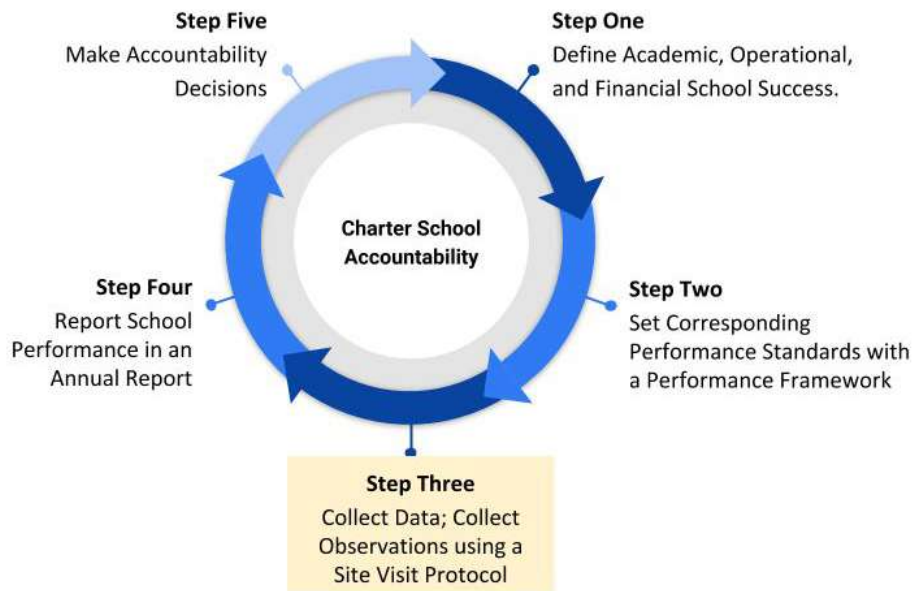 Step Five
Make Accountability
Decisions
Step One
Define Academic, Operational,
and Financial School Success.
Charter School
Accountability
Step Four
Report School
Performance in an
Annual Report
Step Two
Set Corresponding
Performance Standards with
a Performance Framework
Step Three
Collect Data; Collect
Observations using a
Site Visit Protocol